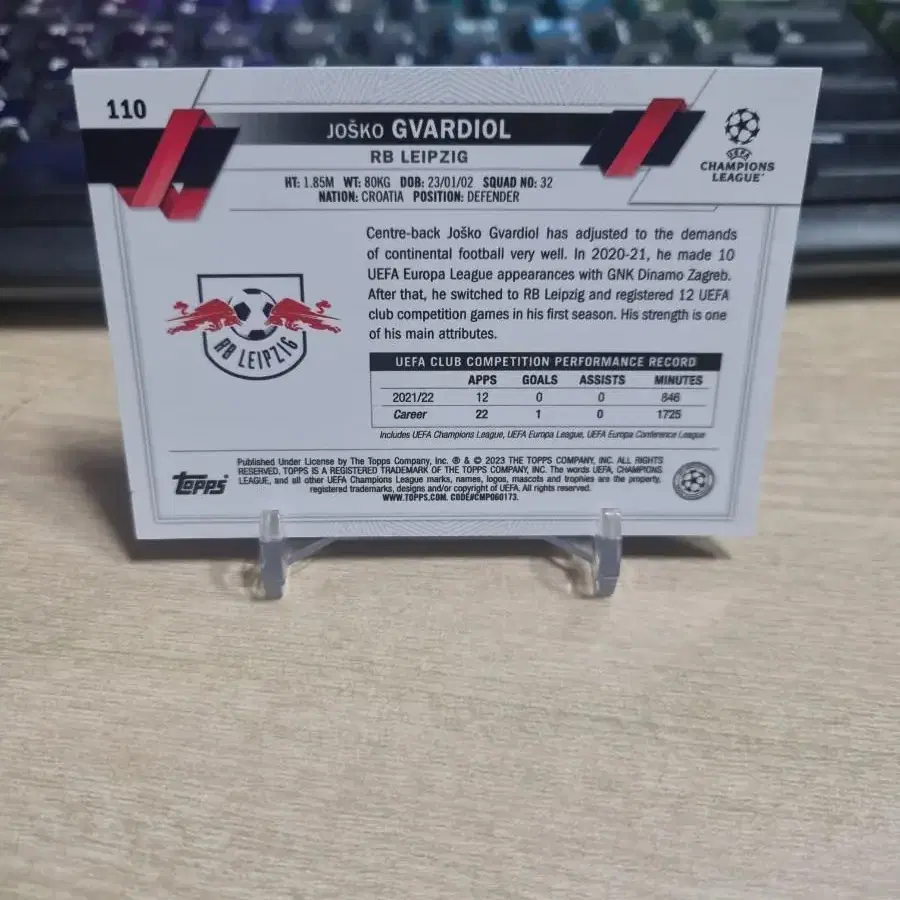 110
JOŠKO GVARDIOL
RB LEIPZIG
UEFA
CHAMPIONS
LEAGUE
HT: 1.85M WT: 80KG DOB: 23/01/02 SQUAD NO: 32
NATION: CROATIA POSITION: DEFENDER
Centre-back Joško Gvardiol has adjusted to the demands
of continental football very well. In 2020-21, he made 10
UEFA Europa League appearances with GNK Dinamo Zagreb.
After that, he switched to RB Leipzig and registered 12 UEFA
club competition games in his first season. His strength is one
of his main attributes.
RB LEIPZIG
UEFA CLUB COMPETITION PERFORMANCE RECORD
APPS GOALS ASSISTS MINUTES
2021/22 12 0 0 846
Career 22 1 0 1725
Includes UEFA Champions League, UEFA Europa League, UEFA Europa Conference League
Topps
Published Under License by The Topps Company, Inc. ® & © 2023 THE TOPPS COMPANY, INC. ALL RIGHTS
RESERVED. TOPPS IS A REGISTERED TRADEMARK OF THE TOPPS COMPANY, INC. The words UEFA, CHAMPIONS
LEAGUE, and all other UEFA Champions League marks, names, logos, mascots and trophies are the property,
registered trademarks, designs and/or copyright of UEFA. All rights reserved.
WWW.TOPPS.COM. CODE#CMP060173.